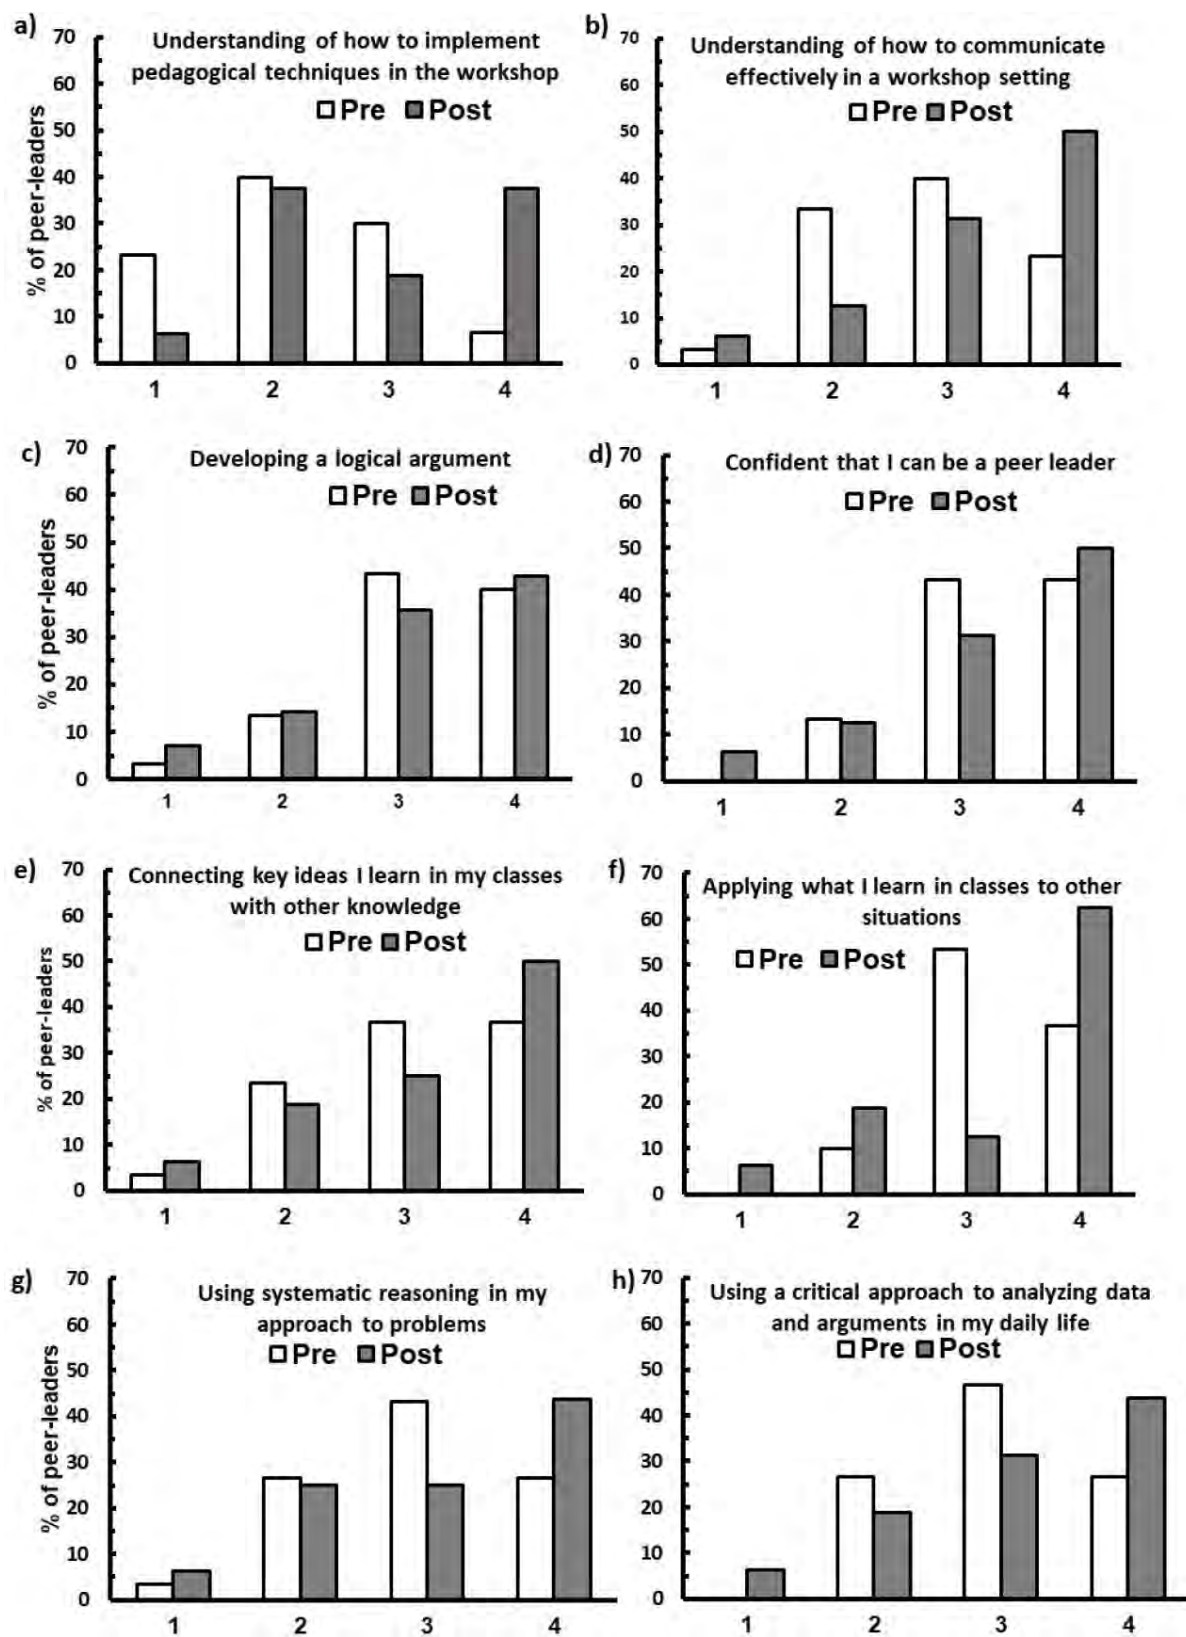 a)
Understanding of how to implement
pedagogical techniques in the workshop
Pre Post
% of peer-leaders
70
60
50
40
30
20
10
0
1 2 3 4
b)
Understanding of how to communicate
effectively in a workshop setting
Pre Post
70
60
50
40
30
20
10
0
1 2 3 4
c)
Developing a logical argument
Pre Post
% of peer-leaders
70
60
50
40
30
20
10
0
1 2 3 4
d)
Confident that I can be a peer leader
Pre Post
70
60
50
40
30
20
10
0
1 2 3 4
e)
Connecting key ideas I learn in my classes
with other knowledge
Pre Post
% of peer-leaders
70
60
50
40
30
20
10
0
1 2 3 4
f)
Applying what I learn in classes to other
situations
Pre Post
70
60
50
40
30
20
10
0
1 2 3 4
g)
Using systematic reasoning in my
approach to problems
Pre Post
% of peer-leaders
70
60
50
40
30
20
10
0
1 2 3 4
h)
Using a critical approach to analyzing data
and arguments in my daily life
Pre Post
70
60
50
40
30
20
10
0
1 2 3 4